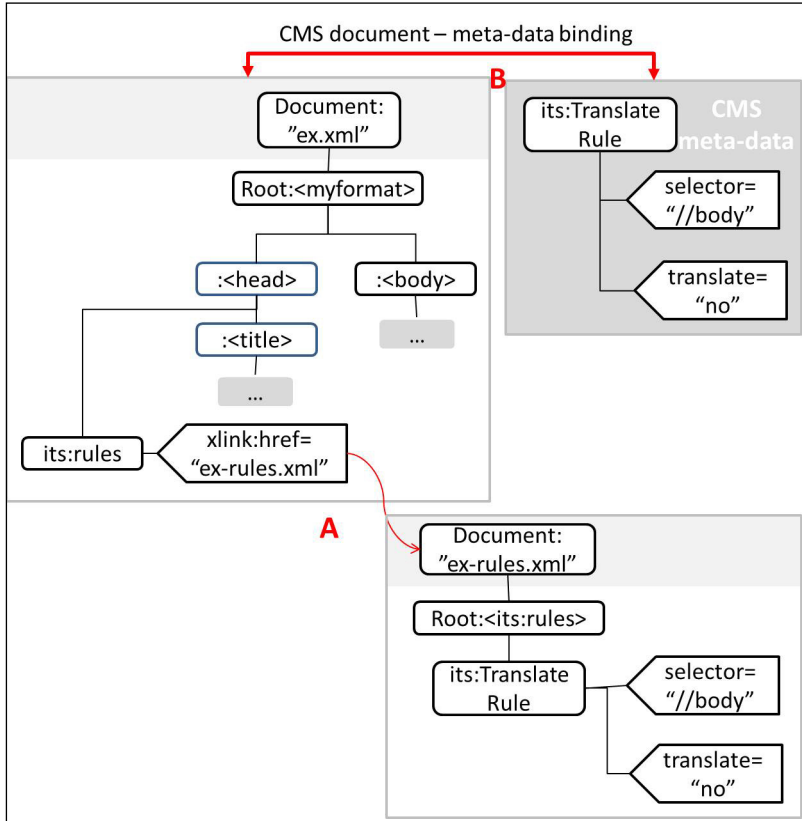 CMS document – meta-data binding
B
Document:
”ex.xml”
Root:<myformat>
:<head>
:<body>
:<title>
...
...
its:rules
xlink:href=
“ex-rules.xml”
CMS
meta-data
its:Translate
Rule
selector=
“//body”
translate=
“no”
A
Document:
”ex-rules.xml”
Root:<its:rules>
its:Translate
Rule
selector=
“//body”
translate=
“no”